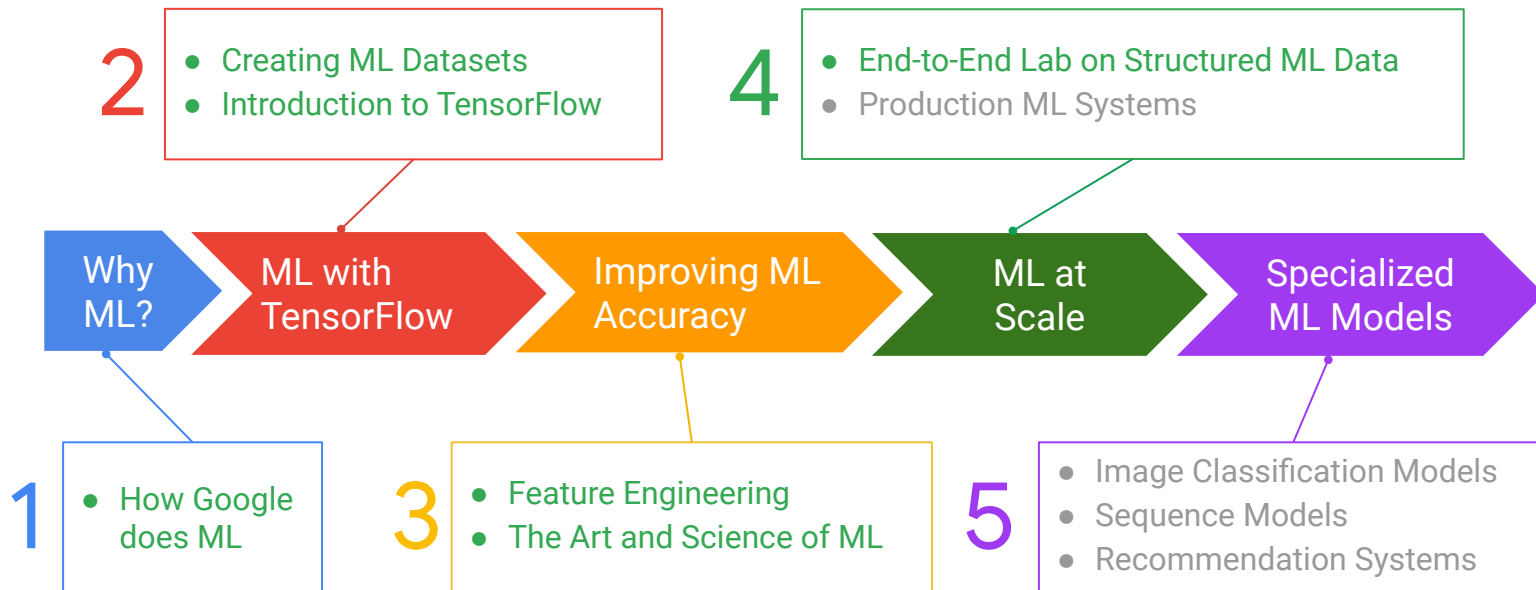 2
● Creating ML Datasets
● Introduction to TensorFlow
4
● End-to-End Lab on Structured ML Data
● Production ML Systems
Why
ML?
ML with
TensorFlow
Improving ML
Accuracy
ML at
Scale
Specialized
ML Models
1
● How Google
does ML
3
● Feature Engineering
● The Art and Science of ML
5
● Image Classification Models
● Sequence Models
● Recommendation Systems